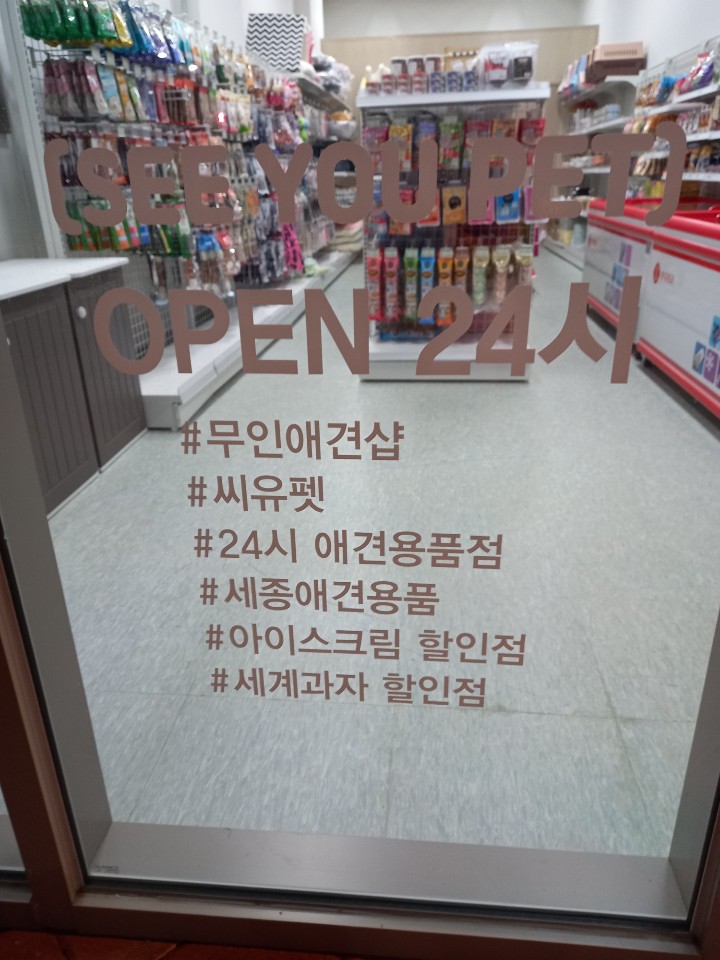 (SEE YOU PET)
OPEN 24시
#무인애견샵
#씨유펫
#24시 애견용품점
#세종애견용품
#아이스크림 할인점
#세계과자 할인점